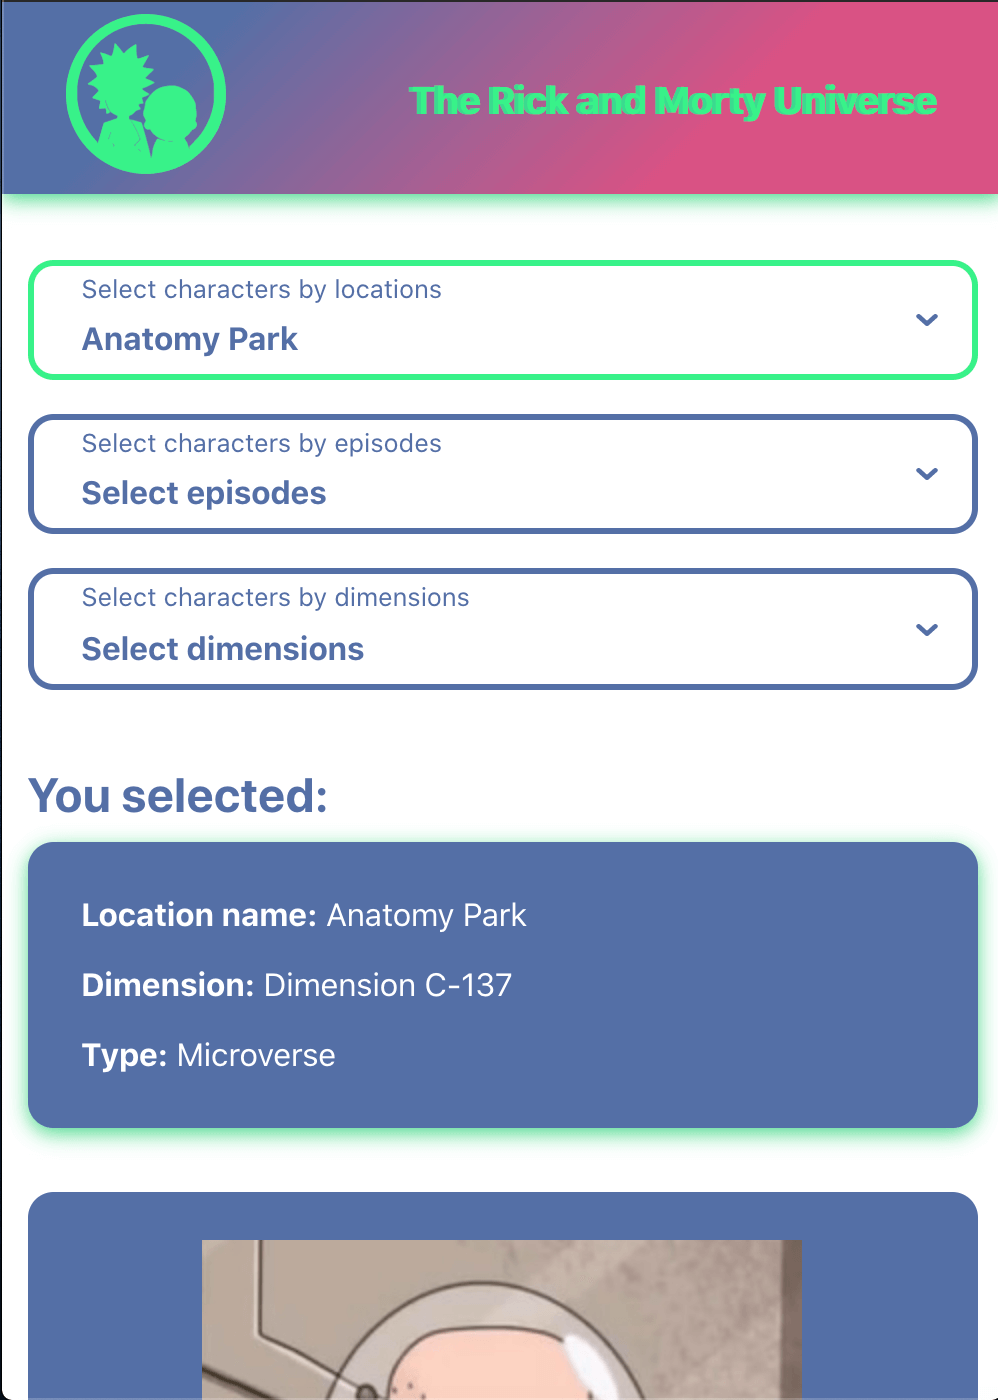 The Rick and Morty Universe
Select characters by locations
Anatomy Park
Select characters by episodes
Select episodes
Select characters by dimensions
Select dimensions
You selected:
Location name: Anatomy Park
Dimension: Dimension C-137
Type: Microverse